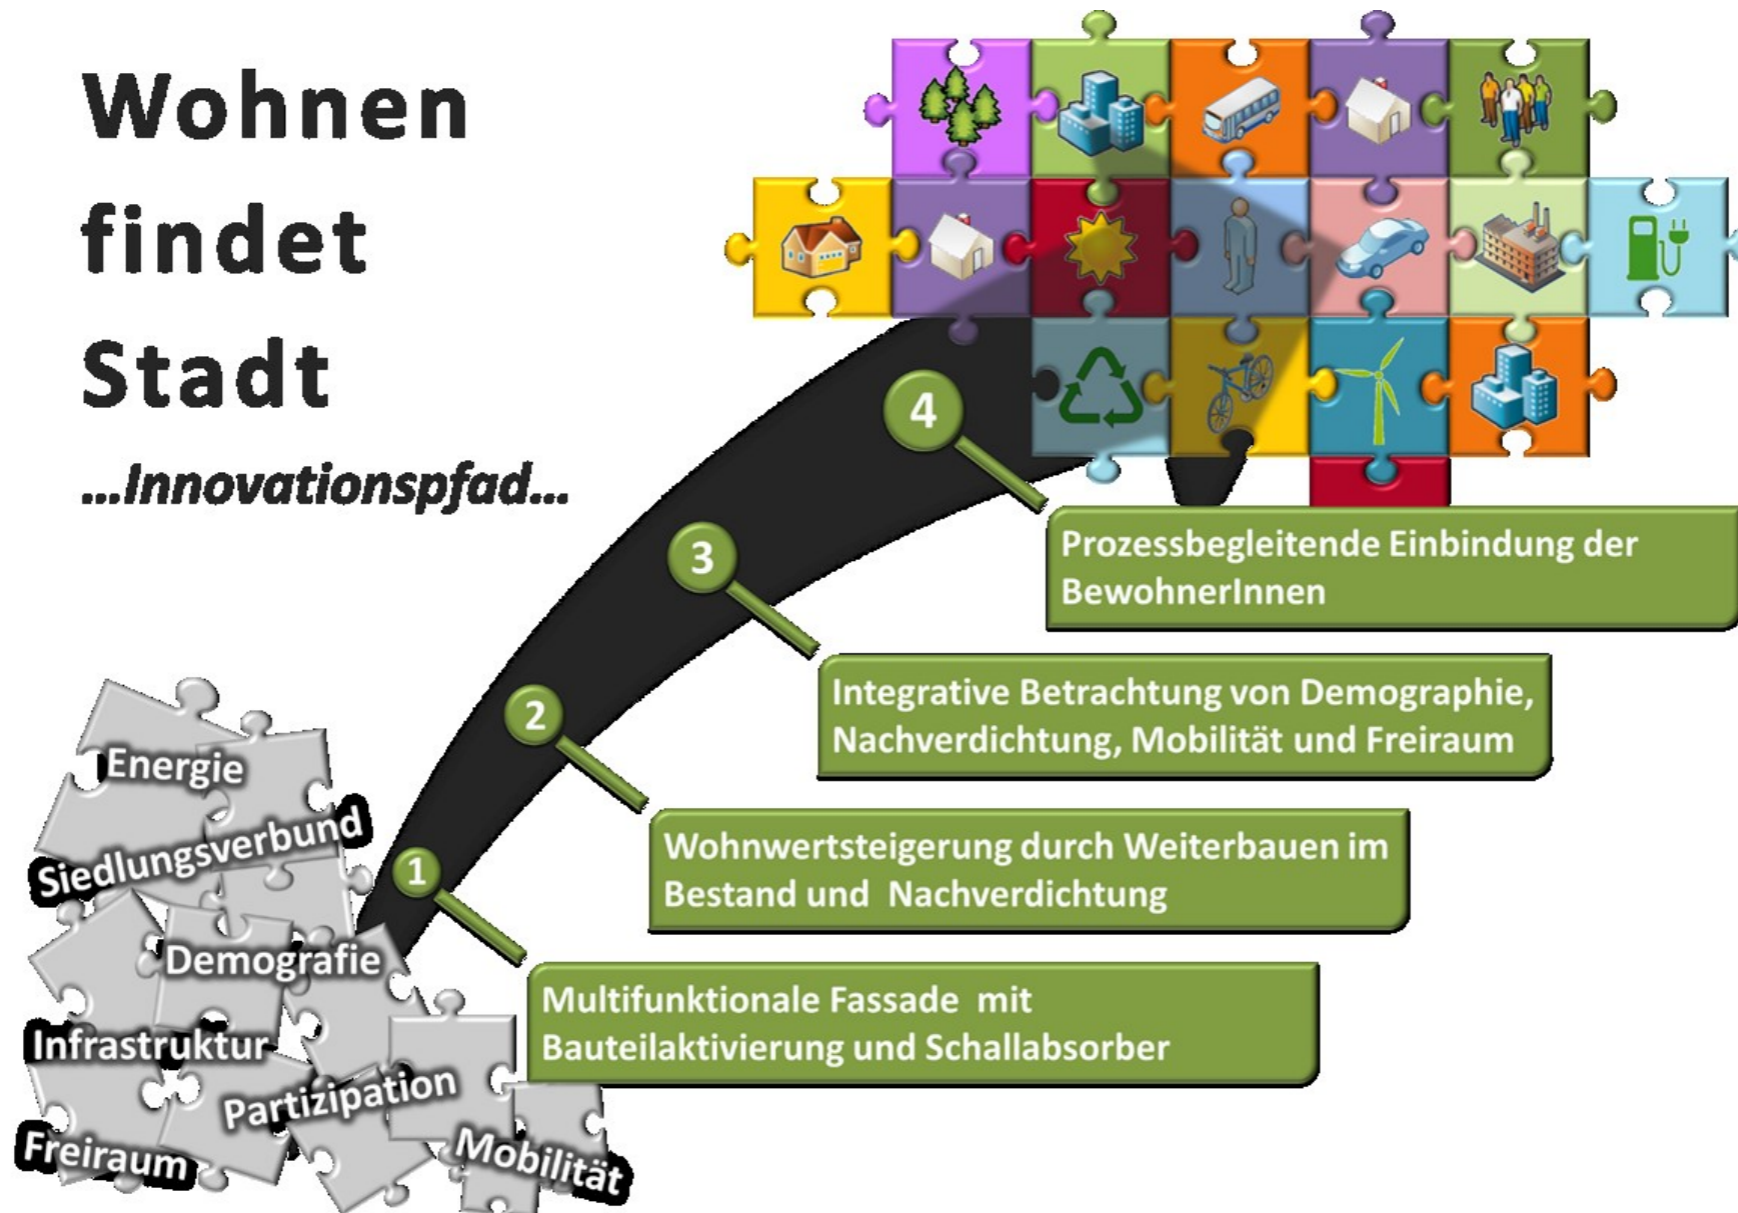 Wohnen
findet
Stadt
...Innovationspfad...
4
Prozessbegleitende Einbindung der
BewohnerInnen
3
Integrative Betrachtung von Demographie,
Nachverdichtung, Mobilität und Freiraum
2
Wohnwertsteigerung durch Weiterbauen im
Bestand und Nachverdichtung
1
Multifunktionale Fassade mit
Bauteilaktivierung und Schallabsorber
Energie
Siedlungsverbund
Demografie
Infrastruktur
Partizipation
Freiraum
Mobilität